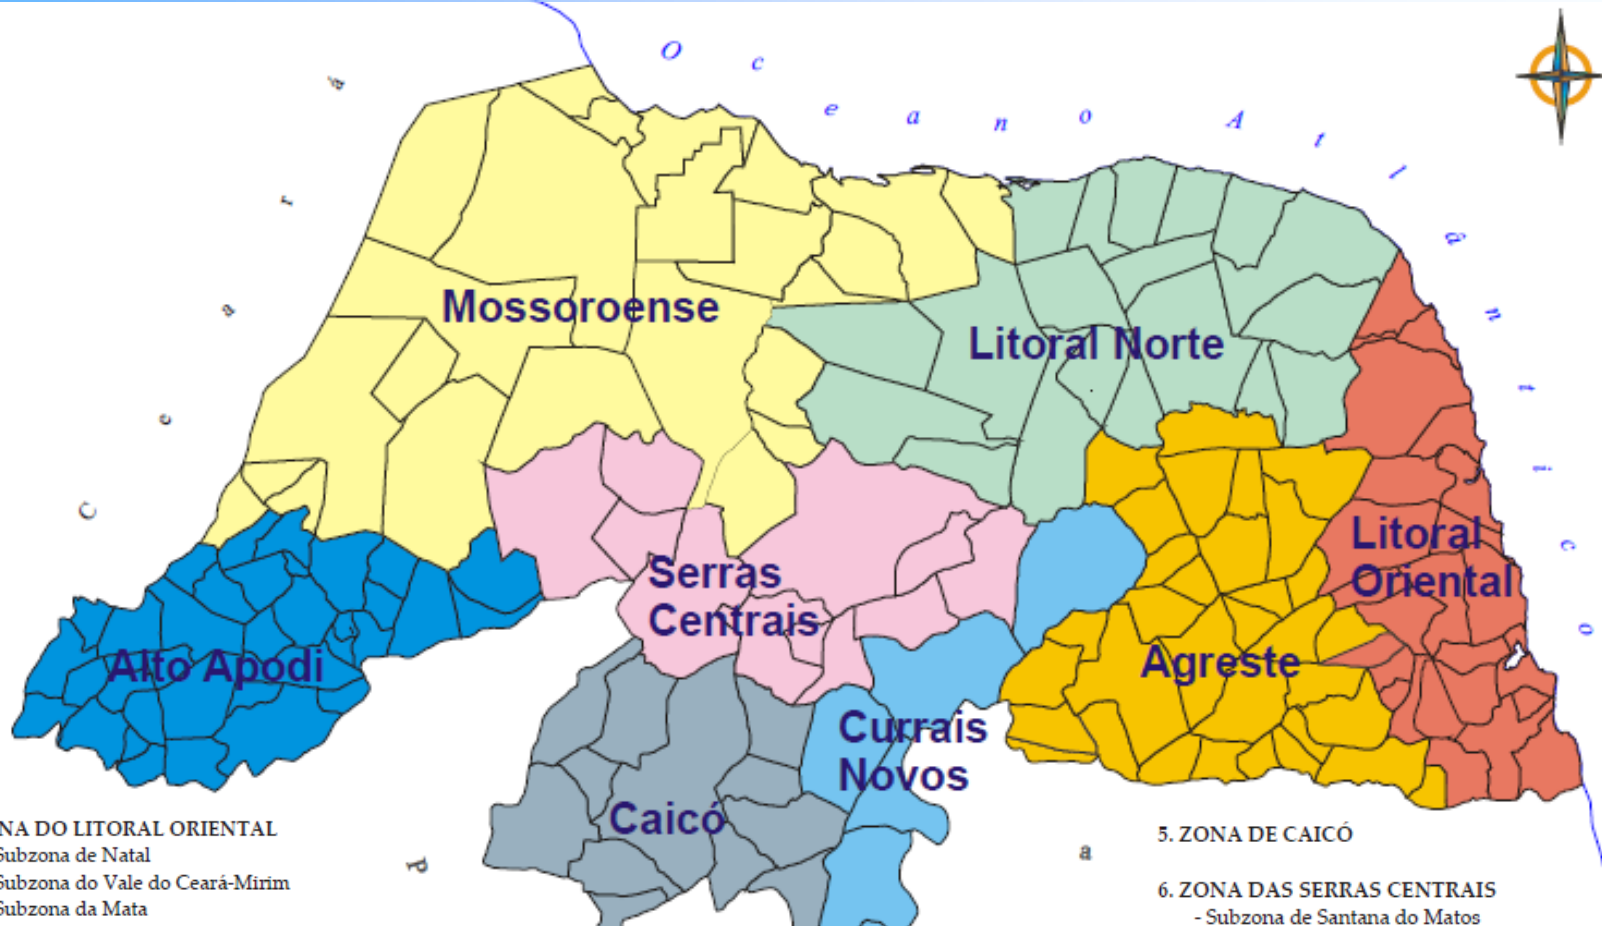 Oceano Atlântico
Ceará
Mossoroense
Litoral Norte
Litoral
Oriental
Serras
Centrais
Alto Apodi
Agreste
Currais
Novos
Caicó
P
a
NA DO LITORAL ORIENTAL
Subzona de Natal
Subzona do Vale do Ceará-Mirim
Subzona da Mata
5. ZONA DE CAICÓ
6. ZONA DAS SERRAS CENTRAIS
- Subzona de Santana do Matos